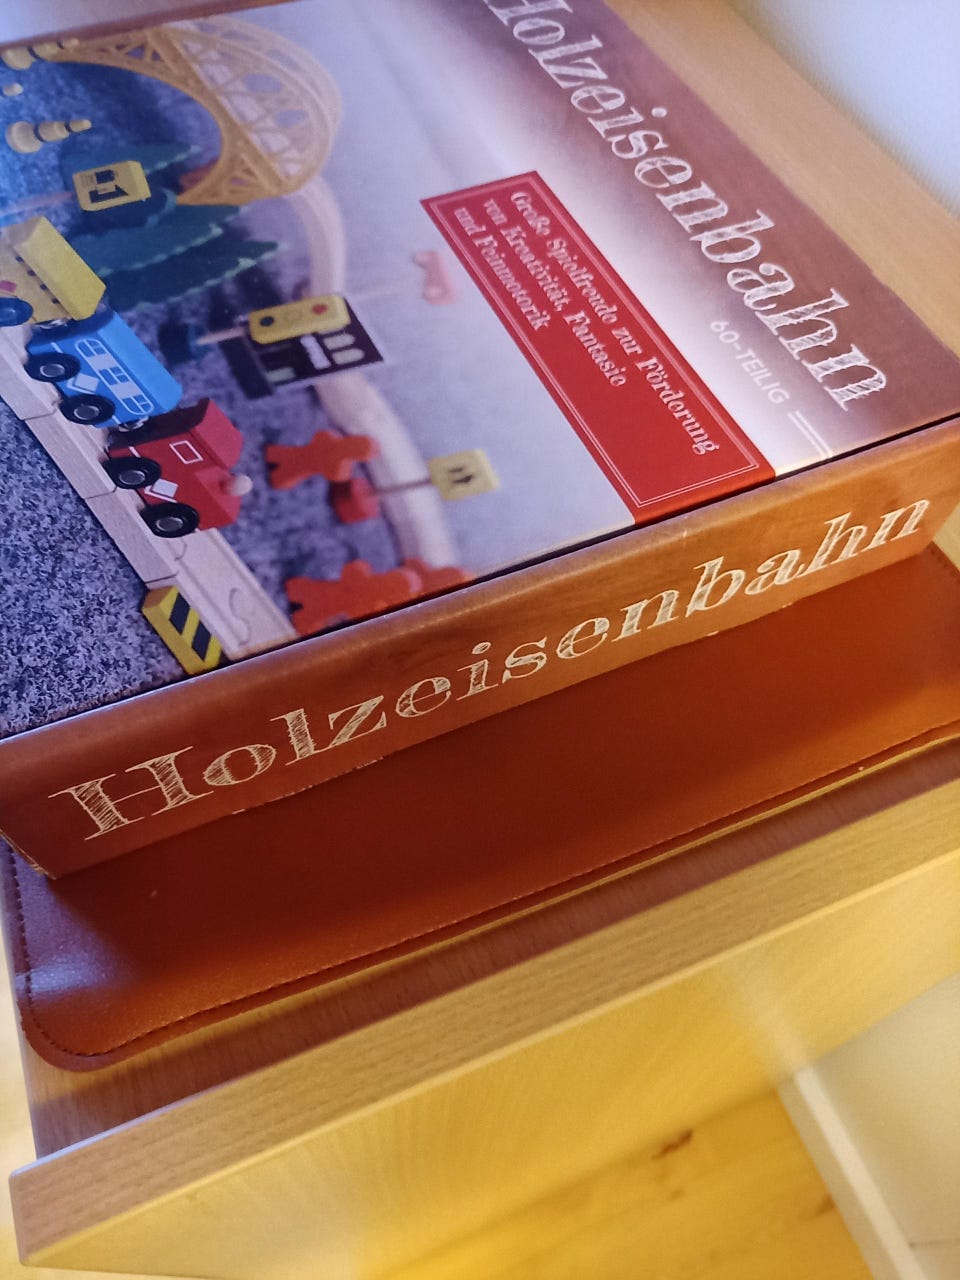 Holzeisenbahn
60-TEILIG
Große Spielfreude zur Förderung
von Kreativität, Fantasie
und Feinmotorik
Holzeisenbahn